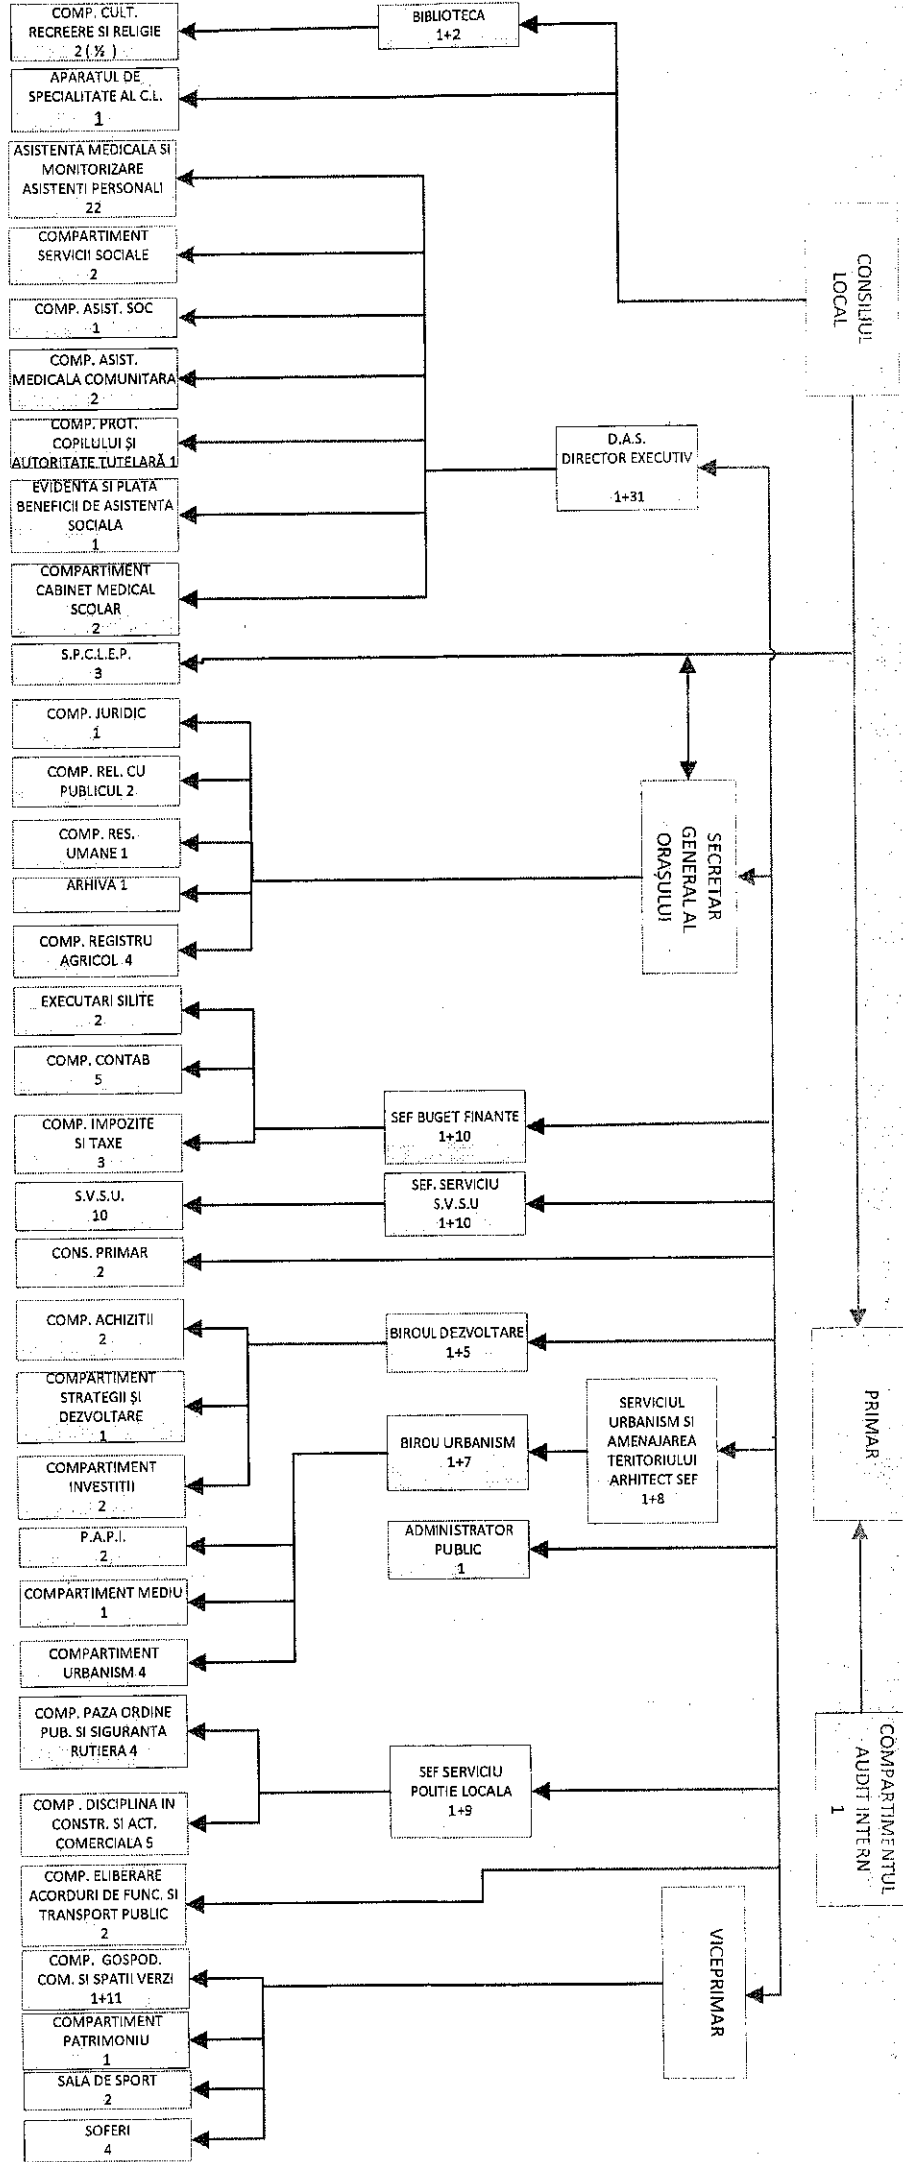 COMP. CULT.
RECREERE SI RELIGIE
2 ( ½ )
BIBLIOTECA
1+2
APARATUL DE
SPECIALITATE AL C.L.
1
ASISTENTA MEDICALA SI
MONITORIZARE
ASISTENTI PERSONALI
22
COMPARTIMENT
SERVICII SOCIALE
2
CONSILIUL
LOCAL
COMP. ASIST. SOC
1
COMP. ASIST.
MEDICALA COMUNITARA
2
COMP. PROT.
COPILULUI ȘI
AUTORITATE TUTELARĂ 1
D.A.S.
DIRECTOR EXECUTIV
1+31
EVIDENTA SI PLATA
BENEFICII DE ASISTENTA
SOCIALA
1
COMPARTIMENT
CABINET MEDICAL
SCOLAR
2
S.P.C.L.E.P.
3
COMP. JURIDIC
1
COMP. REL. CU
PUBLICUL 2
COMP. RES.
UMANE 1
SECRETAR
GENERAL AL
ORAȘULUI
ARHIVA 1
COMP. REGISTRU
AGRICOL 4
EXECUTARI SILITE
2
COMP. CONTAB
5
SEF BUGET FINANTE
1+10
COMP. IMPOZITE
SI TAXE
3
S.V.S.U.
10
SEF. SERVICIU
S.V.S.U
1+10
CONS. PRIMAR
2
COMP. ACHIZITII
2
BIROUL DEZVOLTARE
1+5
PRIMAR
COMPARTIMENT
STRATEGII ȘI
DEZVOLTARE
1
SERVICIUL
URBANISM SI
AMENAJAREA
TERITORIULUI
ARHITECT SEF
1+8
BIROU URBANISM
1+7
COMPARTIMENT
INVESTITII
2
P.A.P.I.
2
ADMINISTRATOR
PUBLIC
1
COMPARTIMENT MEDIU
1
COMPARTIMENT
URBANISM 4
COMP. PAZA ORDINE
PUB. SI SIGURANTA
RUTIERA 4
SEF SERVICIU
POLITIE LOCALA
1+9
COMPARTIMENTUL
AUDIT INTERN
1
COMP . DISCIPLINA IN
CONSTR. SI ACT.
COMERCIALA 5
COMP. ELIBERARE
ACORDURI DE FUNC. SI
TRANSPORT PUBLIC
2
COMP. GOSPOD.
COM. SI SPATII VERZI
1+11
VICEPRIMAR
COMPARTIMENT
PATRIMONIU
1
SALA DE SPORT
2
SOFERI
4